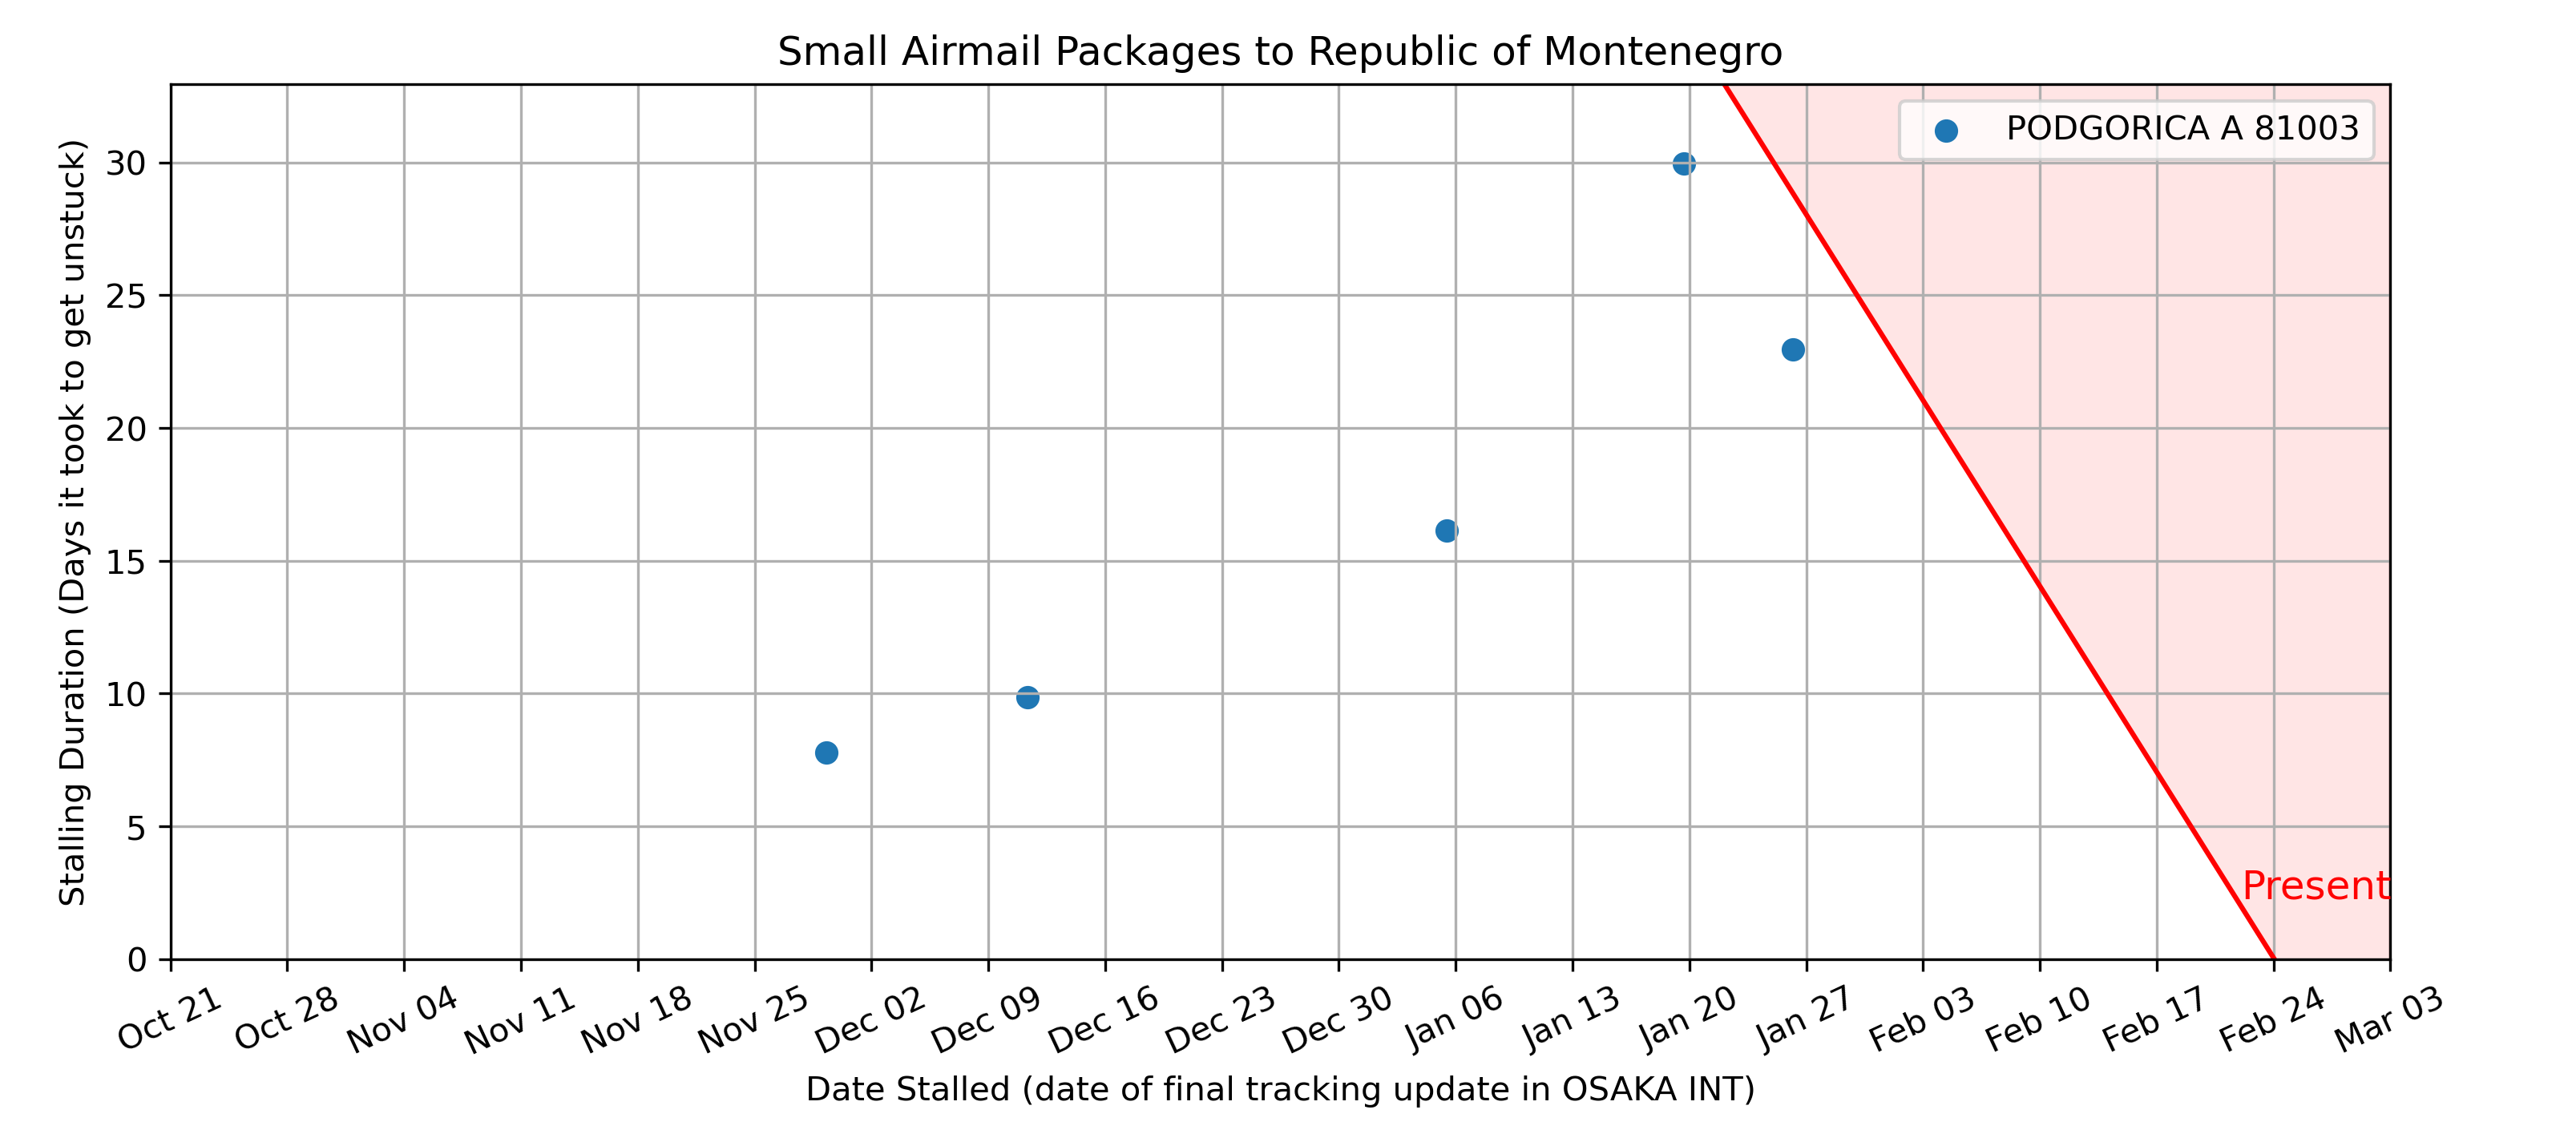 Small Airmail Packages to Republic of Montenegro
PODGORICA A 81003
Stalling Duration (Days it took to get unstuck)
30
25
20
15
10
5
0
Present
Oct 21
Oct 28
Nov 04
Nov 11
Nov 18
Nov 25
Dec 02
Dec 09
Dec 16
Dec 23
Dec 30
Jan 06
Jan 13
Jan 20
Jan 27
Feb 03
Feb 10
Feb 17
Feb 24
Mar 03
Date Stalled (date of final tracking update in OSAKA INT)